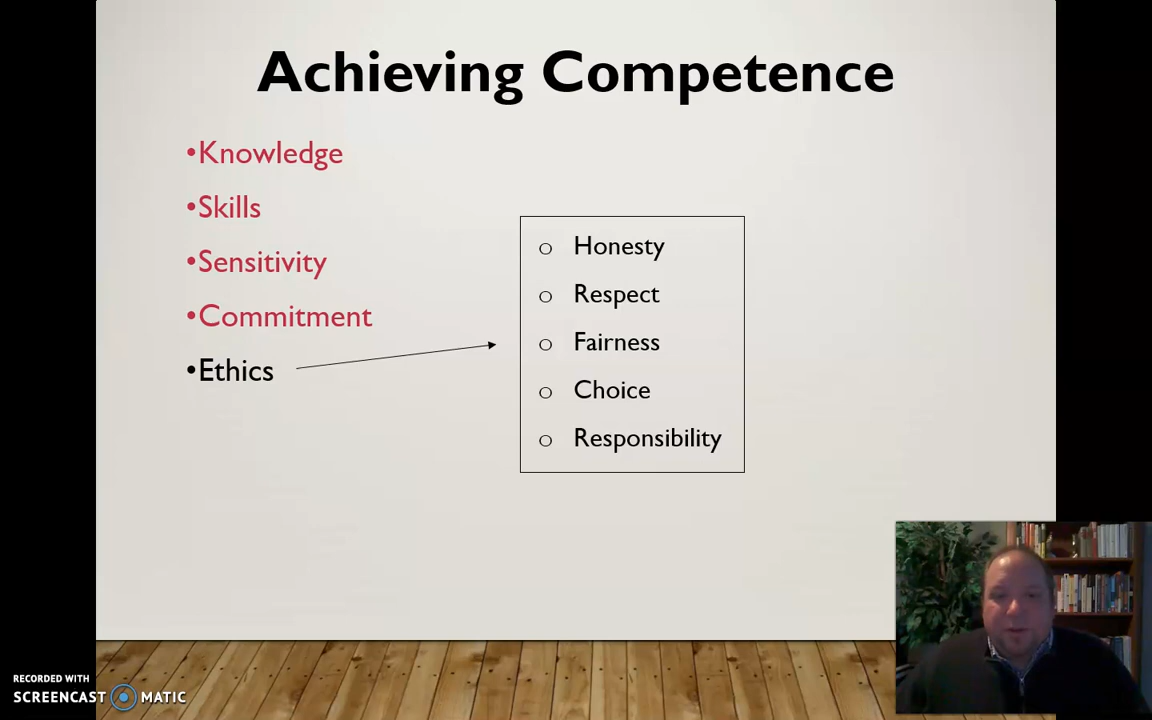 Achieving Competence
•Knowledge
•Skills
•Sensitivity
•Commitment
•Ethics
o Honesty
o Respect
o Fairness
o Choice
o Responsibility
RECORDED WITH
SCREENCAST MATIC